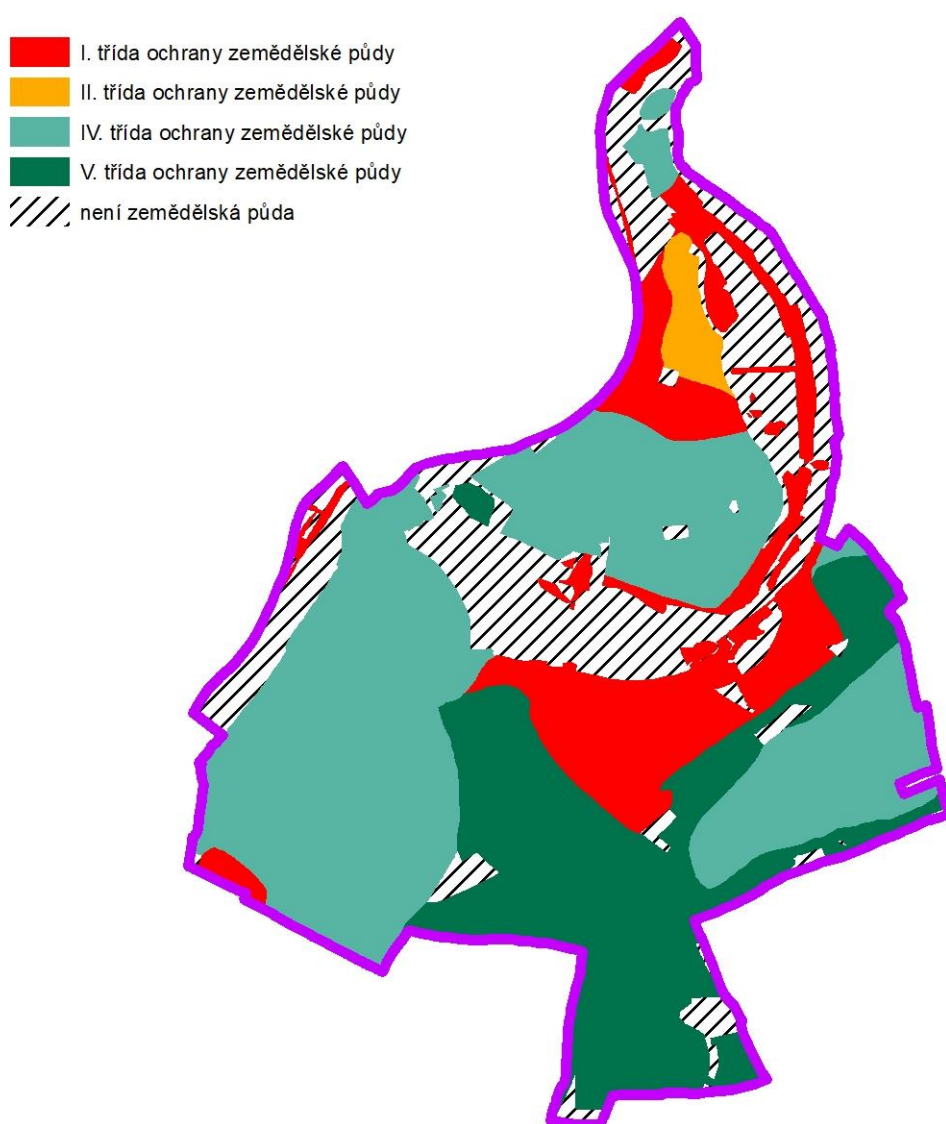 I. třída ochrany zemědělské půdy
II. třída ochrany zemědělské půdy
IV. třída ochrany zemědělské půdy
V. třída ochrany zemědělské půdy
není zemědělská půda